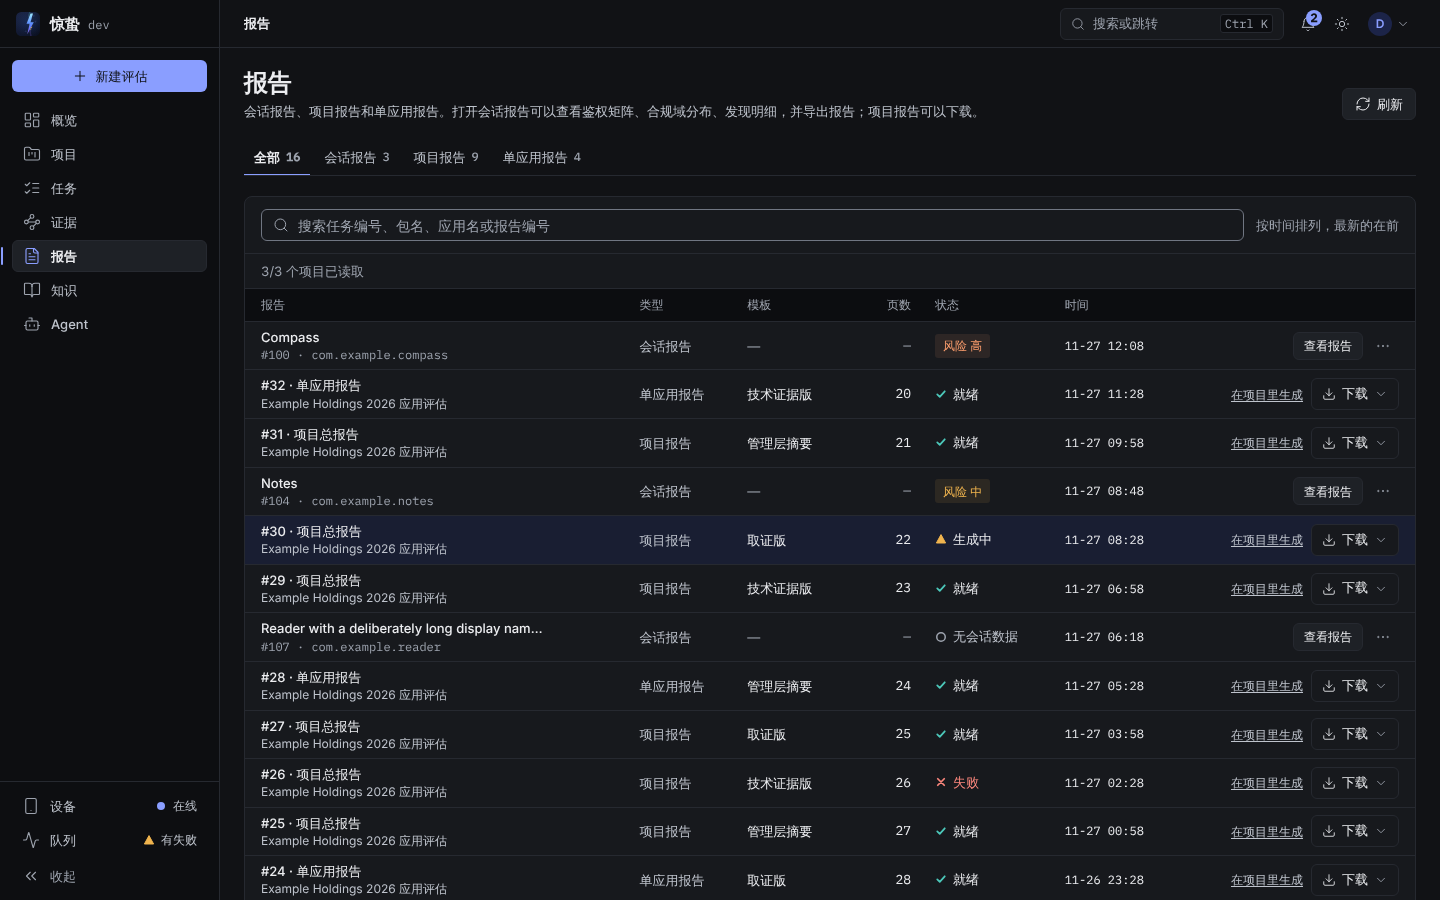 惊蛰 dev
报告
搜索或跳转 Ctrl K
2
D
新建评估
概览
项目
任务
证据
报告
知识
Agent
设备 在线
队列 有失败
收起
报告
会话报告、项目报告和单应用报告。打开会话报告可以查看鉴权矩阵、合规域分布、发现明细，并导出报告；项目报告可以下载。
刷新
全部 16 会话报告 3 项目报告 9 单应用报告 4
搜索任务编号、包名、应用名或报告编号
按时间排列，最新的在前
3/3 个项目已读取
报告 类型 模板 页数 状态 时间
Compass
#100 · com.example.compass
会话报告 — — 风险 高 11-27 12:08 查看报告 ···
#32 · 单应用报告
Example Holdings 2026 应用评估
单应用报告 技术证据版 20 就绪 11-27 11:28 在项目里生成 下载
#31 · 项目总报告
Example Holdings 2026 应用评估
项目报告 管理层摘要 21 就绪 11-27 09:58 在项目里生成 下载
Notes
#104 · com.example.notes
会话报告 — — 风险 中 11-27 08:48 查看报告 ···
#30 · 项目总报告
Example Holdings 2026 应用评估
项目报告 取证版 22 生成中 11-27 08:28 在项目里生成 下载
#29 · 项目总报告
Example Holdings 2026 应用评估
项目报告 技术证据版 23 就绪 11-27 06:58 在项目里生成 下载
Reader with a deliberately long display nam...
#107 · com.example.reader
会话报告 — — 无会话数据 11-27 06:18 查看报告 ···
#28 · 单应用报告
Example Holdings 2026 应用评估
单应用报告 管理层摘要 24 就绪 11-27 05:28 在项目里生成 下载
#27 · 项目总报告
Example Holdings 2026 应用评估
项目报告 取证版 25 就绪 11-27 03:58 在项目里生成 下载
#26 · 项目总报告
Example Holdings 2026 应用评估
项目报告 技术证据版 26 失败 11-27 02:28 在项目里生成 下载
#25 · 项目总报告
Example Holdings 2026 应用评估
项目报告 管理层摘要 27 就绪 11-27 00:58 在项目里生成 下载
#24 · 单应用报告
Example Holdings 2026 应用评估
单应用报告 取证版 28 就绪 11-26 23:28 在项目里生成 下载